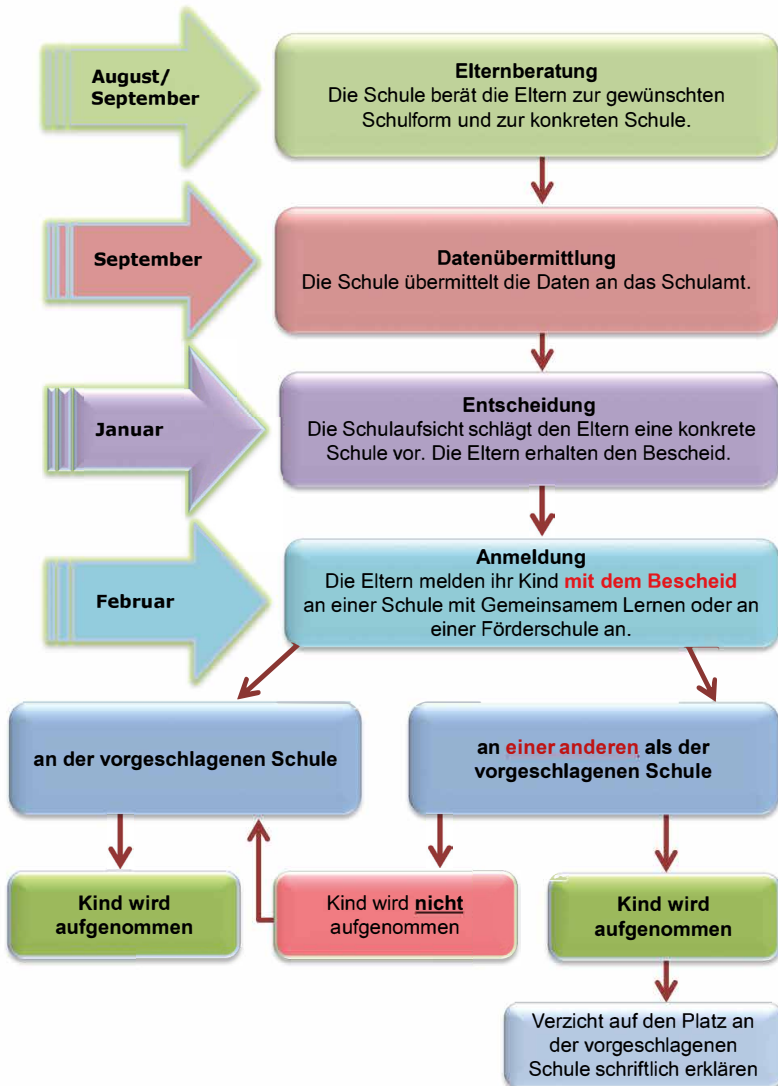 August/
September
Elternberatung
Die Schule berät die Eltern zur gewünschten
Schulform und zur konkreten Schule.
September
Datenübermittlung
Die Schule übermittelt die Daten an das Schulamt.
Januar
Entscheidung
Die Schulaufsicht schlägt den Eltern eine konkrete
Schule vor. Die Eltern erhalten den Bescheid.
Februar
Anmeldung
Die Eltern melden ihr Kind mit dem Bescheid
an einer Schule mit Gemeinsamem Lernen oder an
einer Förderschule an.
an der vorgeschlagenen Schule
an einer anderen als der
vorgeschlagenen Schule
Kind wird
aufgenommen
Kind wird nicht
aufgenommen
Kind wird
aufgenommen
Verzicht auf den Platz an
der vorgeschlagenen
Schule schriftlich erklären